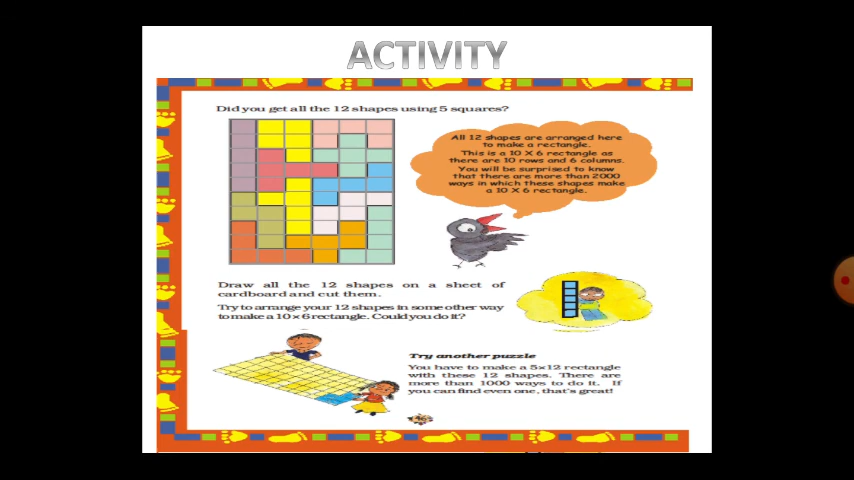 ACTIVITY
Did you get all the 12 shapes using 5 squares?
All 12 shapes are arranged here
to make a rectangle.
This is a 10 X 6 rectangle as
there are 10 rows and 6 columns.
You will be surprised to know
that there are more than 2000
ways in which these shapes make
a 10 X 6 rectangle.
Draw all the 12 shapes on a sheet of
cardboard and cut them.
Try to arrange your 12 shapes in some other way
to make a 10×6 rectangle. Could you do it?
Try another puzzle
You have to make a 5×12 rectangle
with these 12 shapes. There are
more than 1000 ways to do it. If
you can find even one, that's great!